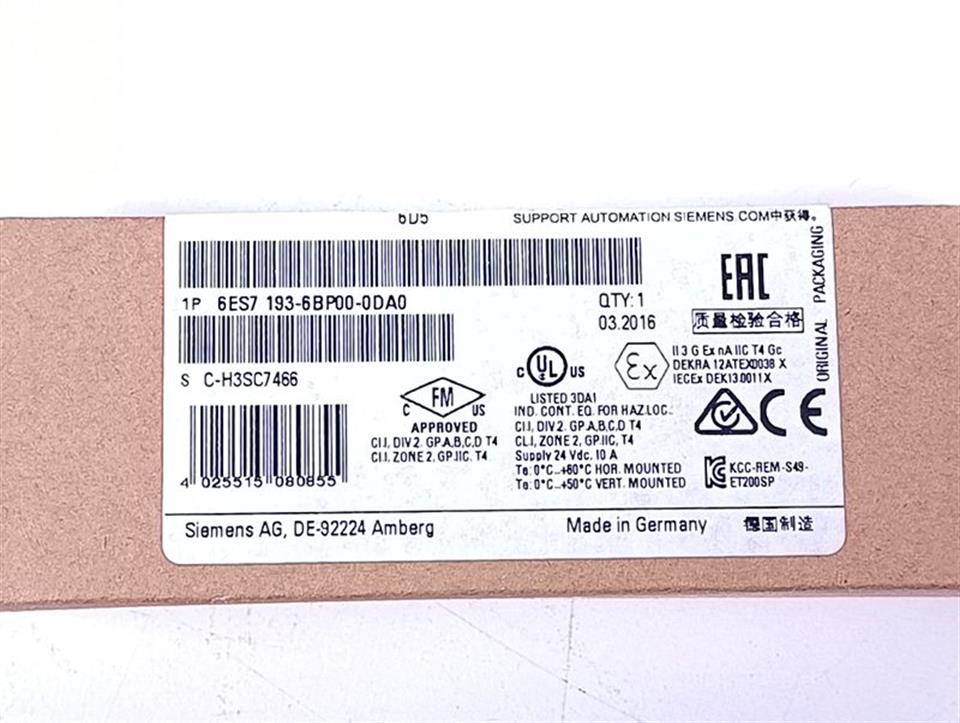 6D5
SUPPORT AUTOMATION SIEMENS COM中获得。
1P 6ES7 193-6BP00-0DA0
QTY: 1
03.2016
EAC
质量检验合格
ORIGINAL PACKAGING
S C-H3SC7466
C FM US
APPROVED
CI.I, DIV.2. GP.A,B,C,D T4
CI.I, ZONE 2, GP.IIC, T4
C UL US
LISTED 3DA1
IND. CONT. EQ. FOR HAZ.LOC.
CI.I, DIV.2. GP.A,B,C,D T4
CI.I, ZONE 2, GP.IIC, T4
Supply 24 Vdc, 10 A
Ta: 0°C...+60°C HOR. MOUNTED
Ta: 0°C...+50°C VERT. MOUNTED
Ex
II 3 G Ex nA IIC T4 Gc
DEKRA 12ATEX0038 X
IECEx DEK13.0011X
CE
KCC-REM-S49-
ET200SP
4 025515 080855
Siemens AG, DE-92224 Amberg
Made in Germany 德国制造